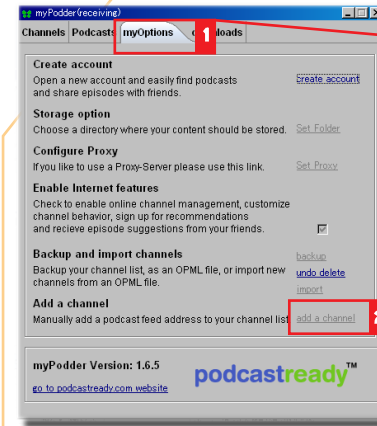 myPodder(receiving)
Channels Podcasts myOptions 1 loads
Create account
Open a new account and easily find podcasts create account
and share episodes with friends.
Storage option
Choose a directory where your content should be stored. Set Folder
Configure Proxy
If you like to use a Proxy-Server please use this link. Set Proxy
Enable Internet features
Check to enable online channel management, customize
channel behavior, sign up for recommendations
and recieve episode suggestions from your friends.
Backup and import channels backup
Backup your channel list, as an OPML file, or import new undo delete
channels from an OPML file. import
Add a channel
Manually add a podcast feed address to your channel list add a channel
myPodder Version: 1.6.5
podcastready™
go to podcastready.com website